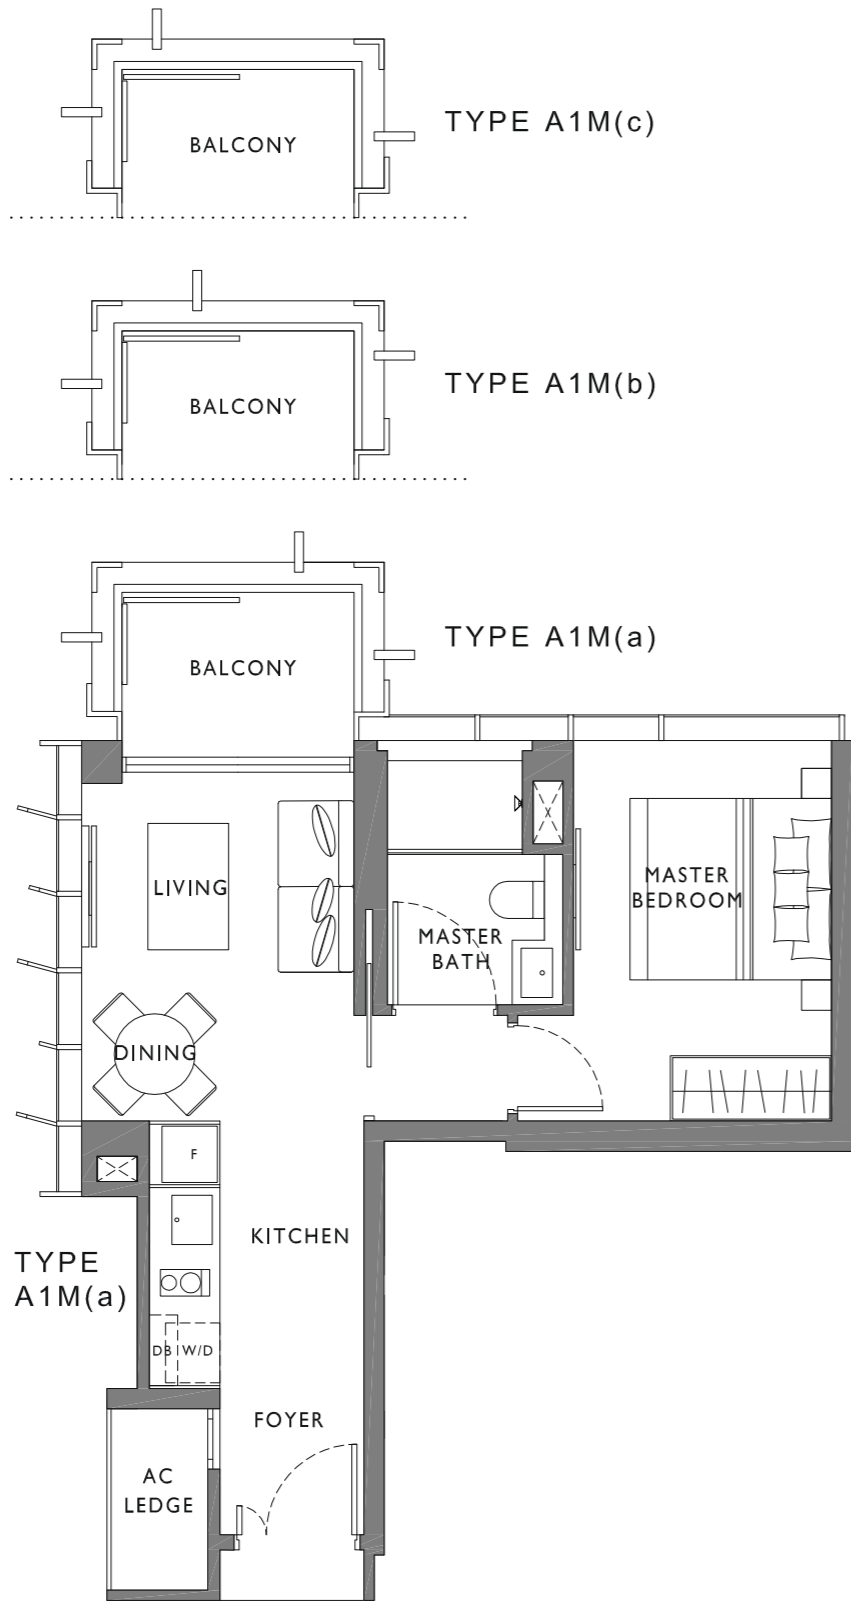 TYPE A1M(c)
BALCONY
TYPE A1M(b)
BALCONY
TYPE A1M(a)
BALCONY
LIVING
MASTER
BEDROOM
MASTER
BATH
DINING
F
KITCHEN
TYPE
A1M(a)
DB W/D
FOYER
AC
LEDGE